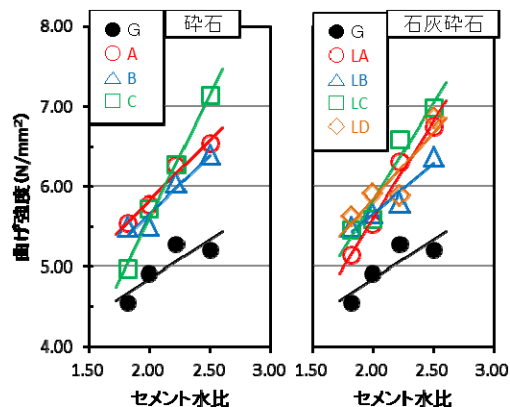 曲げ強度(N/mm²)
8.00
7.00
6.00
5.00
4.00
G
A
B
C
砕石
1.50
2.00
2.50
3.00
セメント水比
G
LA
LB
LC
LD
石灰砕石
1.50
2.00
2.50
3.00
セメント水比